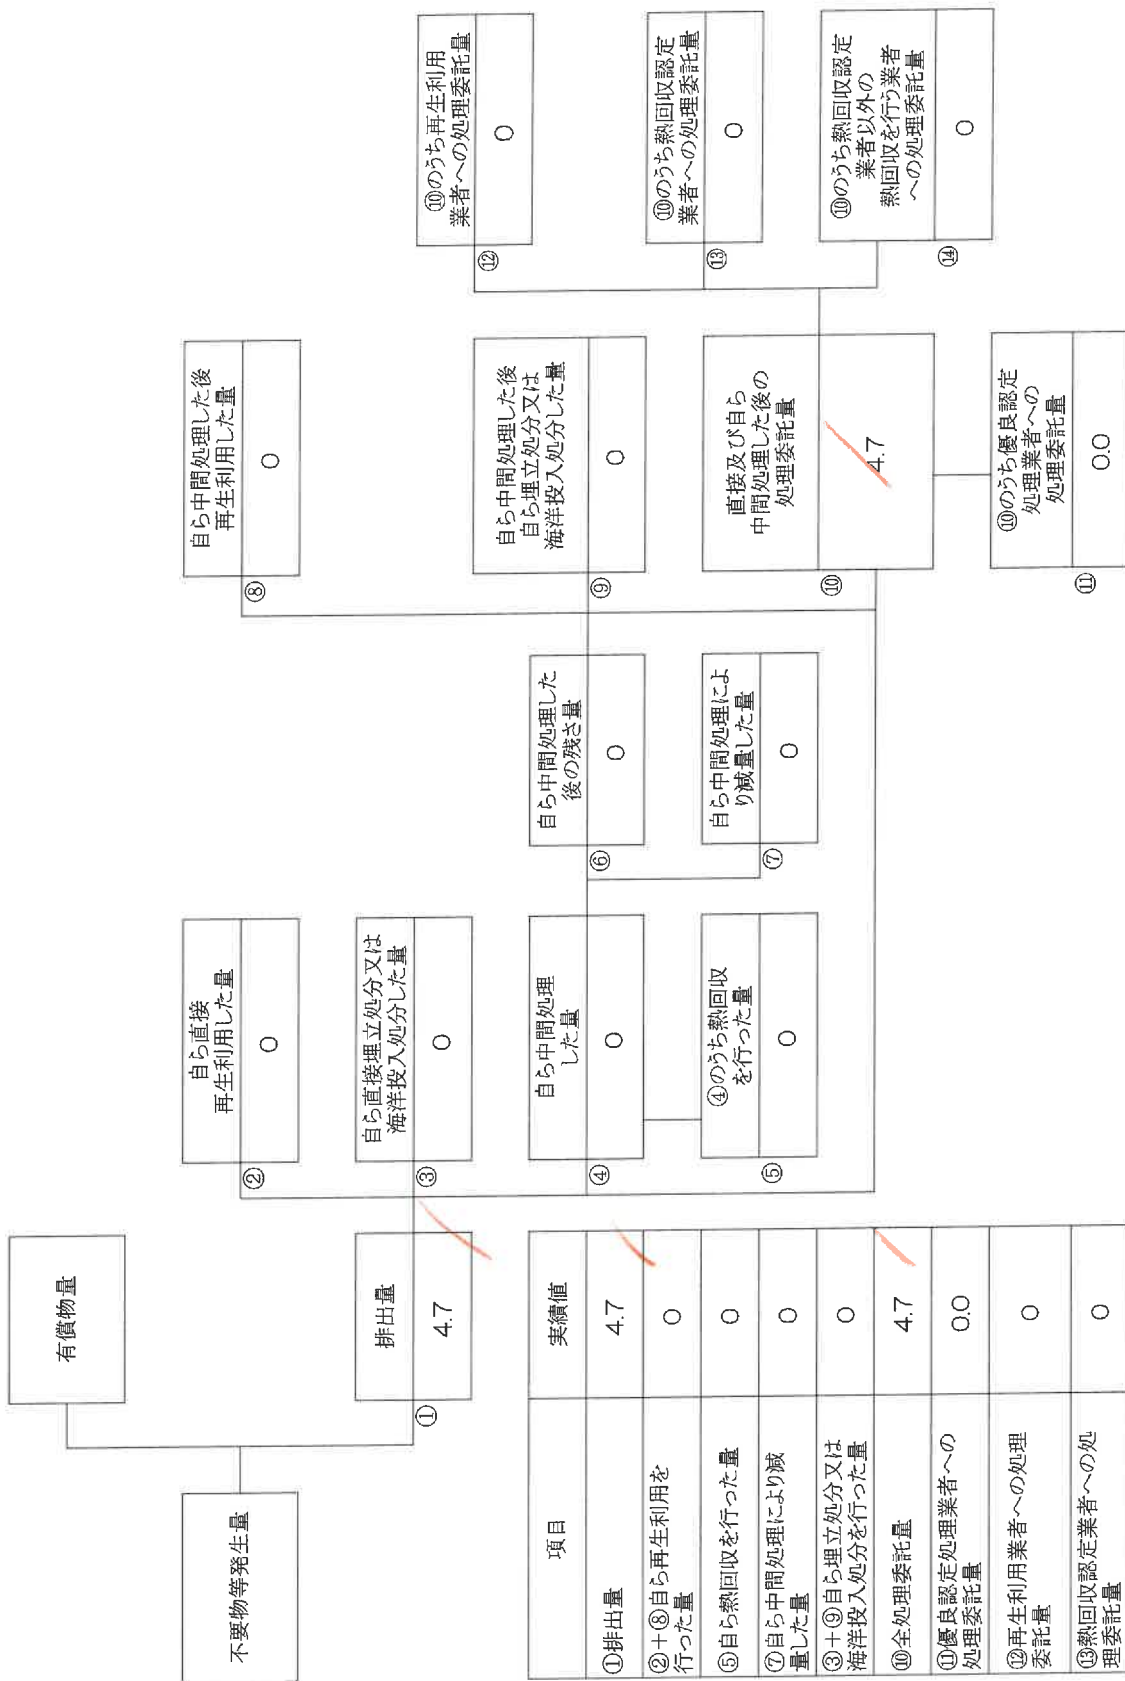 不要物等発生量
有償物量
排出量
①
4.7
自ら直接
再生利用した量
②
0
自ら直接埋立処分又は
海洋投入処分した量
③
0
自ら中間処理
した量
④
0
④のうち熱回収
を行った量
⑤
0
自ら中間処理した
後の残さ量
⑥
0
自ら中間処理によ
り減量した量
⑦
0
自ら中間処理した後
再生利用した量
⑧
0
自ら中間処理した後
自ら埋立処分又は
海洋投入処分した量
⑨
0
直接及び自ら
中間処理した後の
処理委託量
⑩
4.7
⑩のうち優良認定
処理業者への
処理委託量
⑪
0.0
⑩のうち再生利用
業者への処理委託量
⑫
0
⑩のうち熱回収認定
業者への処理委託量
⑬
0
⑩のうち熱回収認定
業者以外の
熱回収を行う業者
への処理委託量
⑭
0
項目 実績値
①排出量 4.7
②+⑧自ら再生利用を
行った量 0
⑤自ら熱回収を行った量 0
⑦自ら中間処理により減
量した量 0
③+⑨自ら埋立処分又は
海洋投入処分を行った量 0
⑩全処理委託量 4.7
⑪優良認定処理業者への
処理委託量 0.0
⑫再生利用業者への処理
委託量 0
⑬熱回収認定業者への処
理委託量 0